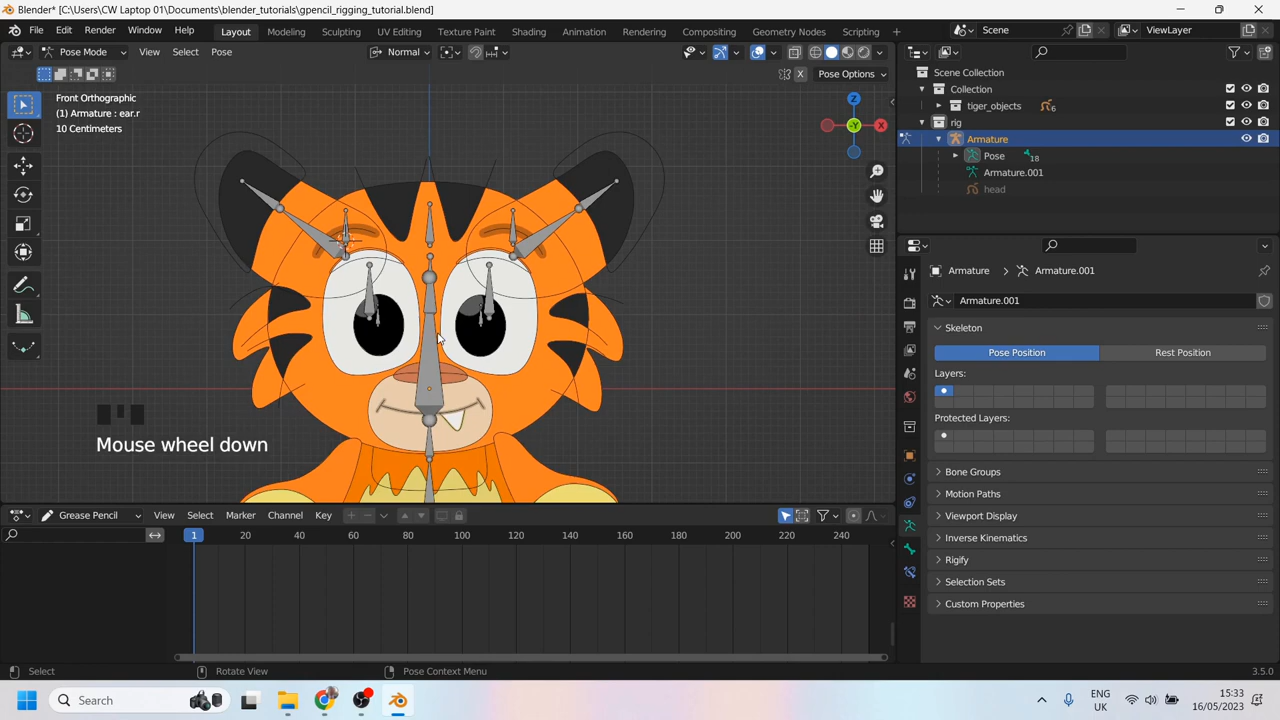 Blender* [C:\Users\CW Laptop 01\Documents\blender_tutorials\gpencil_rigging_tutorial.blend]
File Edit Render Window Help Layout Modeling Sculpting UV Editing Texture Paint Shading Animation Rendering Compositing Geometry Nodes Scripting + Scene ViewLayer
Pose Mode View Select Pose Normal
X Pose Options
Front Orthographic
(1) Armature : ear.r
10 Centimeters
Z
Y
X
Scene Collection
Collection
tiger_objects 6
rig
Armature
Pose 18
Armature.001
head
Armature Armature.001
Armature.001
Skeleton
Pose Position Rest Position
Layers:
Protected Layers:
Bone Groups
Motion Paths
Viewport Display
Inverse Kinematics
Rigify
Selection Sets
Custom Properties
Mouse wheel down
Grease Pencil View Select Marker Channel Key
1 20 40 60 80 100 120 140 160 180 200 220 240
Select Rotate View Pose Context Menu 3.5.0
Search
ENG
UK
15:33
16/05/2023